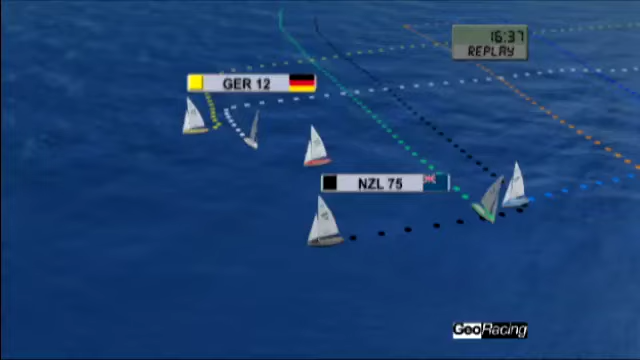 16:37
REPLAY
GER 12
NZL 75
GeoRacing